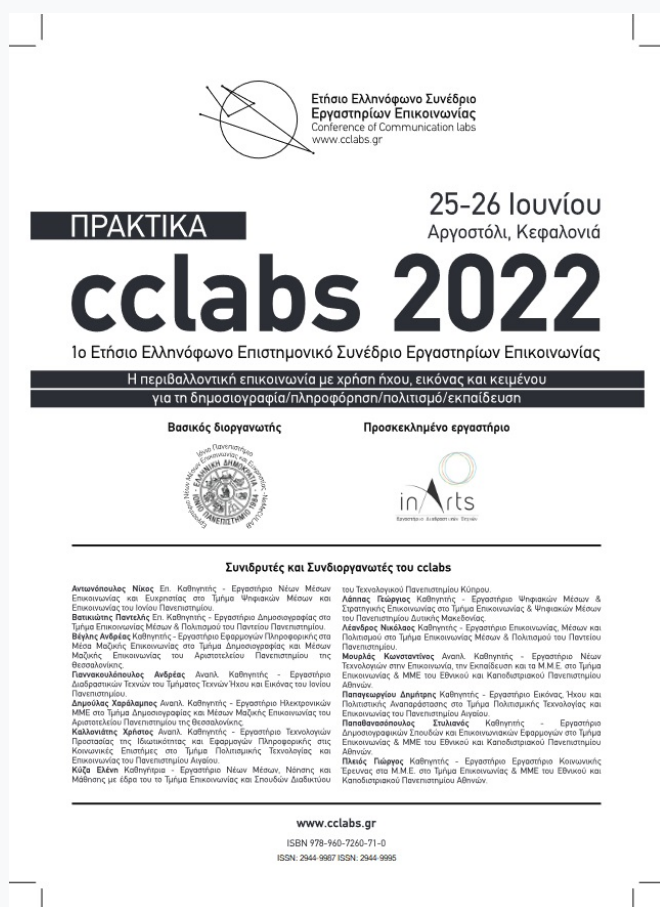 Ετήσιο Ελληνόφωνο Συνέδριο
Εργαστηρίων Επικοινωνίας
Conference of Communication labs
www.cclabs.gr
25-26 Ιουνίου
ΠΡΑΚΤΙΚΑ
Αργοστόλι, Κεφαλονιά
cclabs 2022
1ο Ετήσιο Ελληνόφωνο Επιστημονικό Συνέδριο Εργαστηρίων Επικοινωνίας
Η περιβαλλοντική επικοινωνία με χρήση ήχου, εικόνας και κειμένου
για τη δημοσιογραφία/πληροφόρηση/πολιτισμό/εκπαίδευση
Βασικός διοργανωτής
Προσκεκλημένο εργαστήριο
Ιόνιο Πανεπιστήμιο
ΕΛΛΗΝΙΚΗ ΔΗΜΟΚΡΑΤΙΑ
ΙΟΝΙΟ ΠΑΝΕΠΙΣΤΗΜΙΟ 1984
inArts
Συνιδρυτές και Συνδιοργανωτές του cclabs
Αντωνόπουλος Νίκος Επ. Καθηγητής - Εργαστήριο Νέων Μέσων
Επικοινωνίας και Ευχρηστίας στο Τμήμα Ψηφιακών Μέσων και
Επικοινωνίας του Ιονίου Πανεπιστημίου.
Βατικιώτης Παντελής Επ. Καθηγητής - Εργαστήριο Δημοσιογραφίας στο
Τμήμα Επικοινωνίας Μέσων & Πολιτισμού του Παντείου Πανεπιστημίου.
Βέγλης Ανδρέας Καθηγητής - Εργαστήριο Εφαρμογών Πληροφορικής στα
Μέσα Μαζικής Επικοινωνίας στο Τμήμα Δημοσιογραφίας και Μέσων
Μαζικής Επικοινωνίας του Αριστοτελείου Πανεπιστημίου της
Θεσσαλονίκης.
Γιαννακουλόπουλος Ανδρέας Αναπλ. Καθηγητής - Εργαστήριο
Διαδραστικών Τεχνών του Τμήματος Τεχνών Ήχου και Εικόνας του Ιονίου
Πανεπιστημίου.
Δημούλας Χαράλαμπος Αναπλ. Καθηγητής - Εργαστήριο Ηλεκτρονικών
ΜΜΕ στο Τμήμα Δημοσιογραφίας και Μέσων Μαζικής Επικοινωνίας του
Αριστοτελείου Πανεπιστημίου της Θεσσαλονίκης.
Καλλονιάτης Χρήστος Αναπλ. Καθηγητής - Εργαστήριο Τεχνολογιών
Προστασίας της Ιδιωτικότητας και Εφαρμογών Πληροφορικής στις
Κοινωνικές Επιστήμες στο Τμήμα Πολιτισμικής Τεχνολογίας και
Επικοινωνίας του Πανεπιστημίου Αιγαίου.
Κύζα Ελένη Καθηγήτρια - Εργαστήριο Νέων Μέσων, Νόησης και
Μάθησης με έδρα του το Τμήμα Επικοινωνίας και Σπουδών Διαδικτύου
του Τεχνολογικού Πανεπιστημίου Κύπρου.
Λάππας Γεώργιος Καθηγητής - Εργαστήριο Ψηφιακών Μέσων &
Στρατηγικής Επικοινωνίας στο Τμήμα Επικοινωνίας & Ψηφιακών Μέσων
του Πανεπιστημίου Δυτικής Μακεδονίας.
Λέανδρος Νικόλαος Καθηγητής - Εργαστήριο Επικοινωνίας, Μέσων και
Πολιτισμού στο Τμήμα Επικοινωνίας Μέσων & Πολιτισμού του Παντείου
Πανεπιστημίου.
Μουρλάς Κωνσταντίνος Αναπλ. Καθηγητής - Εργαστήριο Νέων
Τεχνολογιών στην Επικοινωνία, την Εκπαίδευση και τα Μ.Μ.Ε. στο Τμήμα
Επικοινωνίας & ΜΜΕ του Εθνικού και Καποδιστριακού Πανεπιστημίου
Αθηνών.
Παπαγεωργίου Δημήτρης Καθηγητής - Εργαστήριο Εικόνας, Ήχου και
Πολιτιστικής Αναπαράστασης στο Τμήμα Πολιτισμικής Τεχνολογίας και
Επικοινωνίας του Πανεπιστημίου Αιγαίου.
Παπαθανασόπουλος Στυλιανός Καθηγητής - Εργαστήριο
Δημοσιογραφικών Σπουδών και Επικοινωνιακών Εφαρμογών στο Τμήμα
Επικοινωνίας & ΜΜΕ του Εθνικού και Καποδιστριακού Πανεπιστημίου
Αθηνών.
Πλειός Γιώργος Καθηγητής - Εργαστήριο Εργαστήριο Κοινωνικής
Έρευνας στα Μ.Μ.Ε. στο Τμήμα Επικοινωνίας & ΜΜΕ του Εθνικού και
Καποδιστριακού Πανεπιστημίου Αθηνών.
www.cclabs.gr
ISBN 978-960-7260-71-0
ISSN: 2944-9987 ISSN: 2944-9995